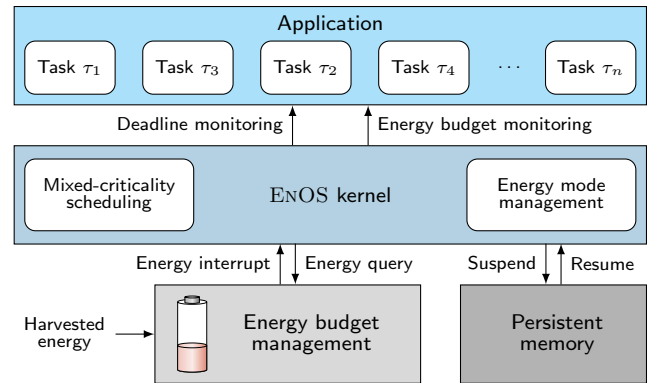 Application
Task τ1 Task τ3 Task τ2 Task τ4 ··· Task τn
Deadline monitoring Energy budget monitoring
Mixed-criticality
scheduling
ENOS kernel
Energy mode
management
Energy interrupt Energy query Suspend Resume
Harvested
energy
Energy budget
management
Persistent
memory